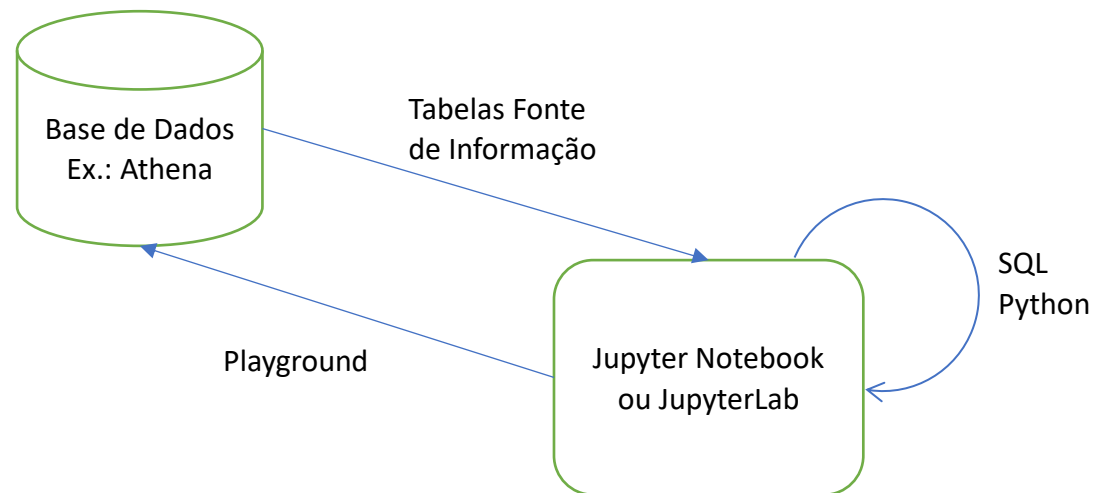 Base de Dados
Ex.: Athena
Tabelas Fonte
de Informação
SQL
Python
Playground
Jupyter Notebook
ou JupyterLab